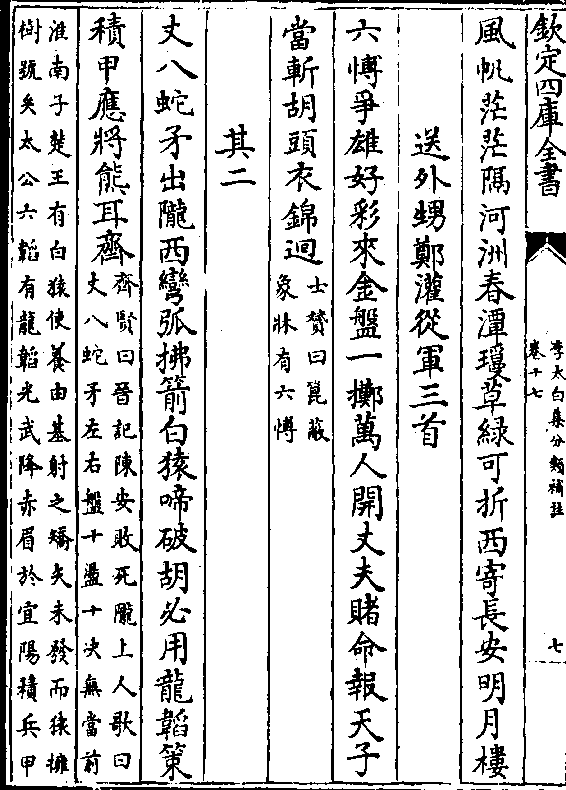 欽定四庫全書
李太白集分類補註
卷十七
七
風帆茫茫隔河洲春潭瓊草綠可折西寄長安明月樓
送外甥鄭灌從軍三首
六愽爭雄好彩來金盤一擲萬人開丈夫賭命報天子
當斬胡頭衣錦迴
士贇曰箟蔽
象牀有六愽
其二
丈八蛇矛出隴西彎弧拂箭白猿啼破胡必用龍韜策
積甲應將熊耳齊
齊賢曰晉記陳安敗死隴上人歌曰
丈八蛇矛左右盤十盪十决無當前
淮南子楚王有白猿使養由基射之矯矢未發而猿擁
樹號矣太公六韜有龍韜光武降赤眉於宜陽積兵甲